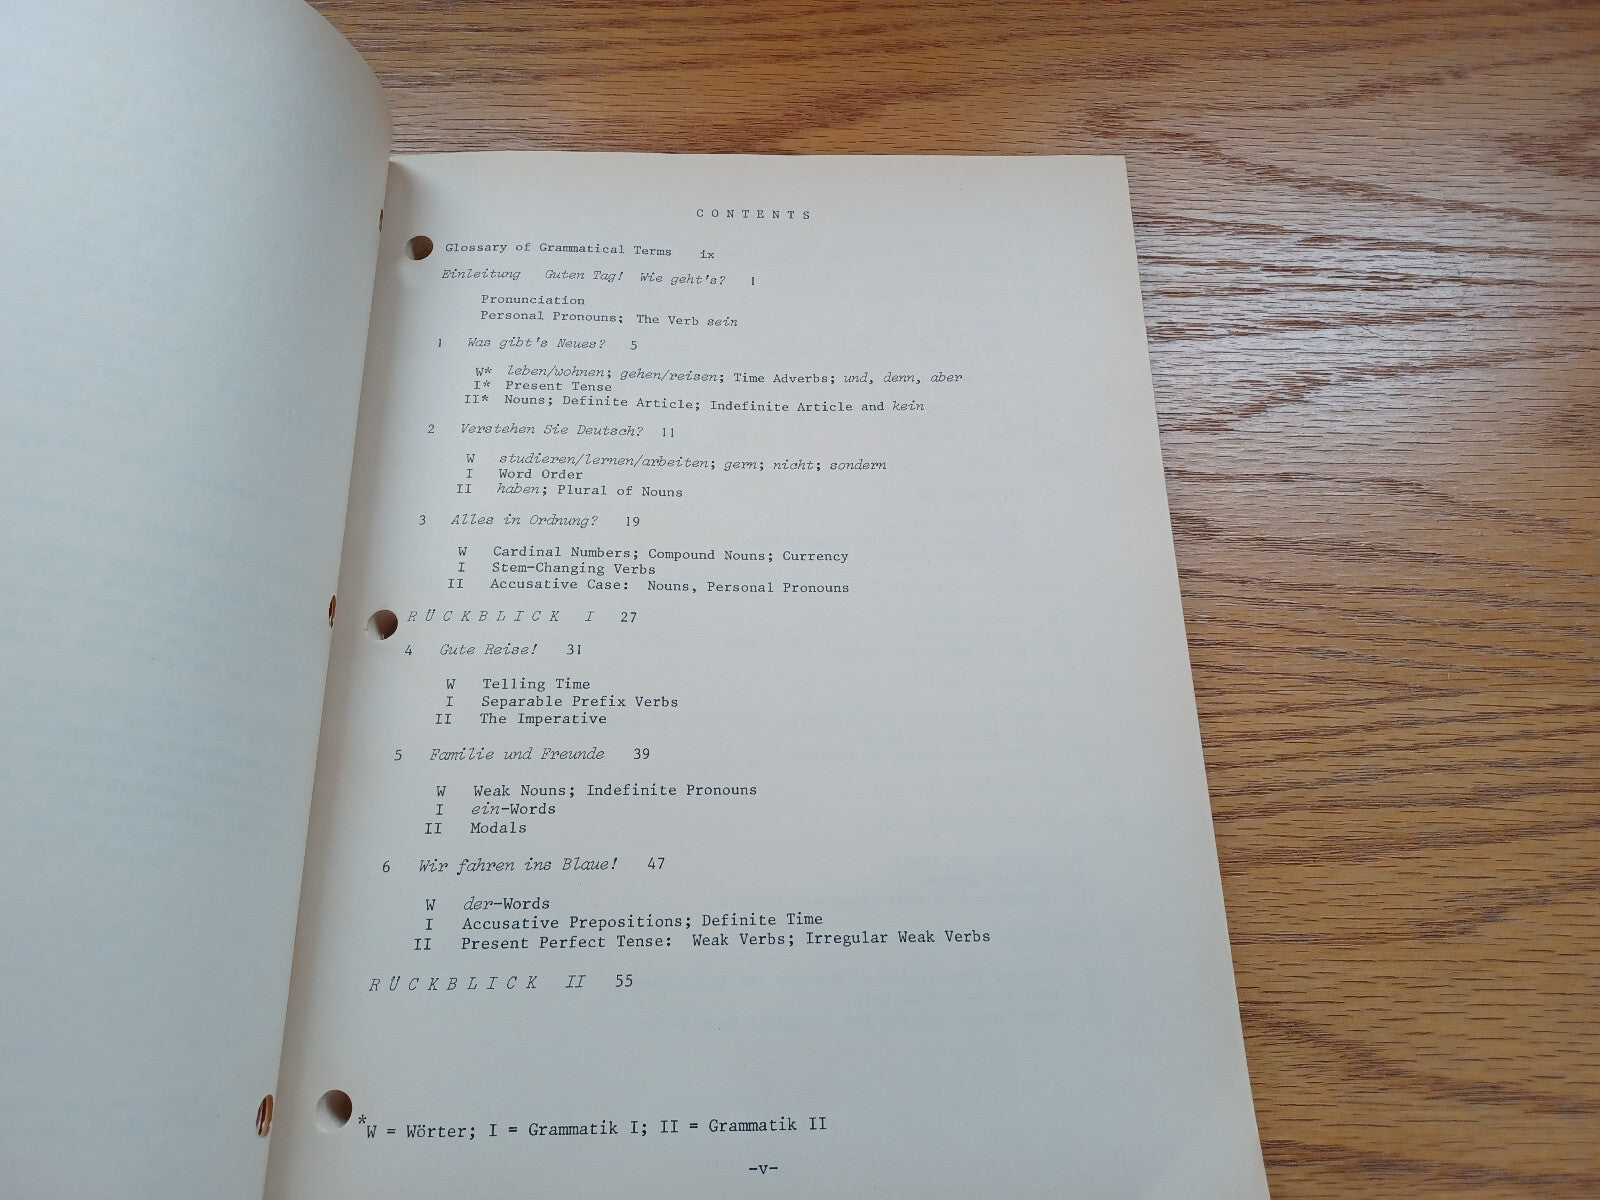 CONTENTS
Glossary of Grammatical Terms ix
Einleitung Guten Tag! Wie geht's? 1
Pronunciation
Personal Pronouns; The Verb sein
1 Was gibt's Neues? 5
W* leben/wohnen; gehen/reisen; Time Adverbs; und, denn, aber
I* Present Tense
II* Nouns; Definite Article; Indefinite Article and kein
2 Verstehen Sie Deutsch? 11
W studieren/lernen/arbeiten; gern; nicht; sondern
I Word Order
II haben; Plural of Nouns
3 Alles in Ordnung? 19
W Cardinal Numbers; Compound Nouns; Currency
I Stem-Changing Verbs
II Accusative Case: Nouns, Personal Pronouns
RÜCKBLICK I 27
4 Gute Reise! 31
W Telling Time
I Separable Prefix Verbs
II The Imperative
5 Familie und Freunde 39
W Weak Nouns; Indefinite Pronouns
I ein-Words
II Modals
6 Wir fahren ins Blaue! 47
W der-Words
I Accusative Prepositions; Definite Time
II Present Perfect Tense: Weak Verbs; Irregular Weak Verbs
RÜCKBLICK II 55
*W = Wörter; I = Grammatik I; II = Grammatik II
-v-